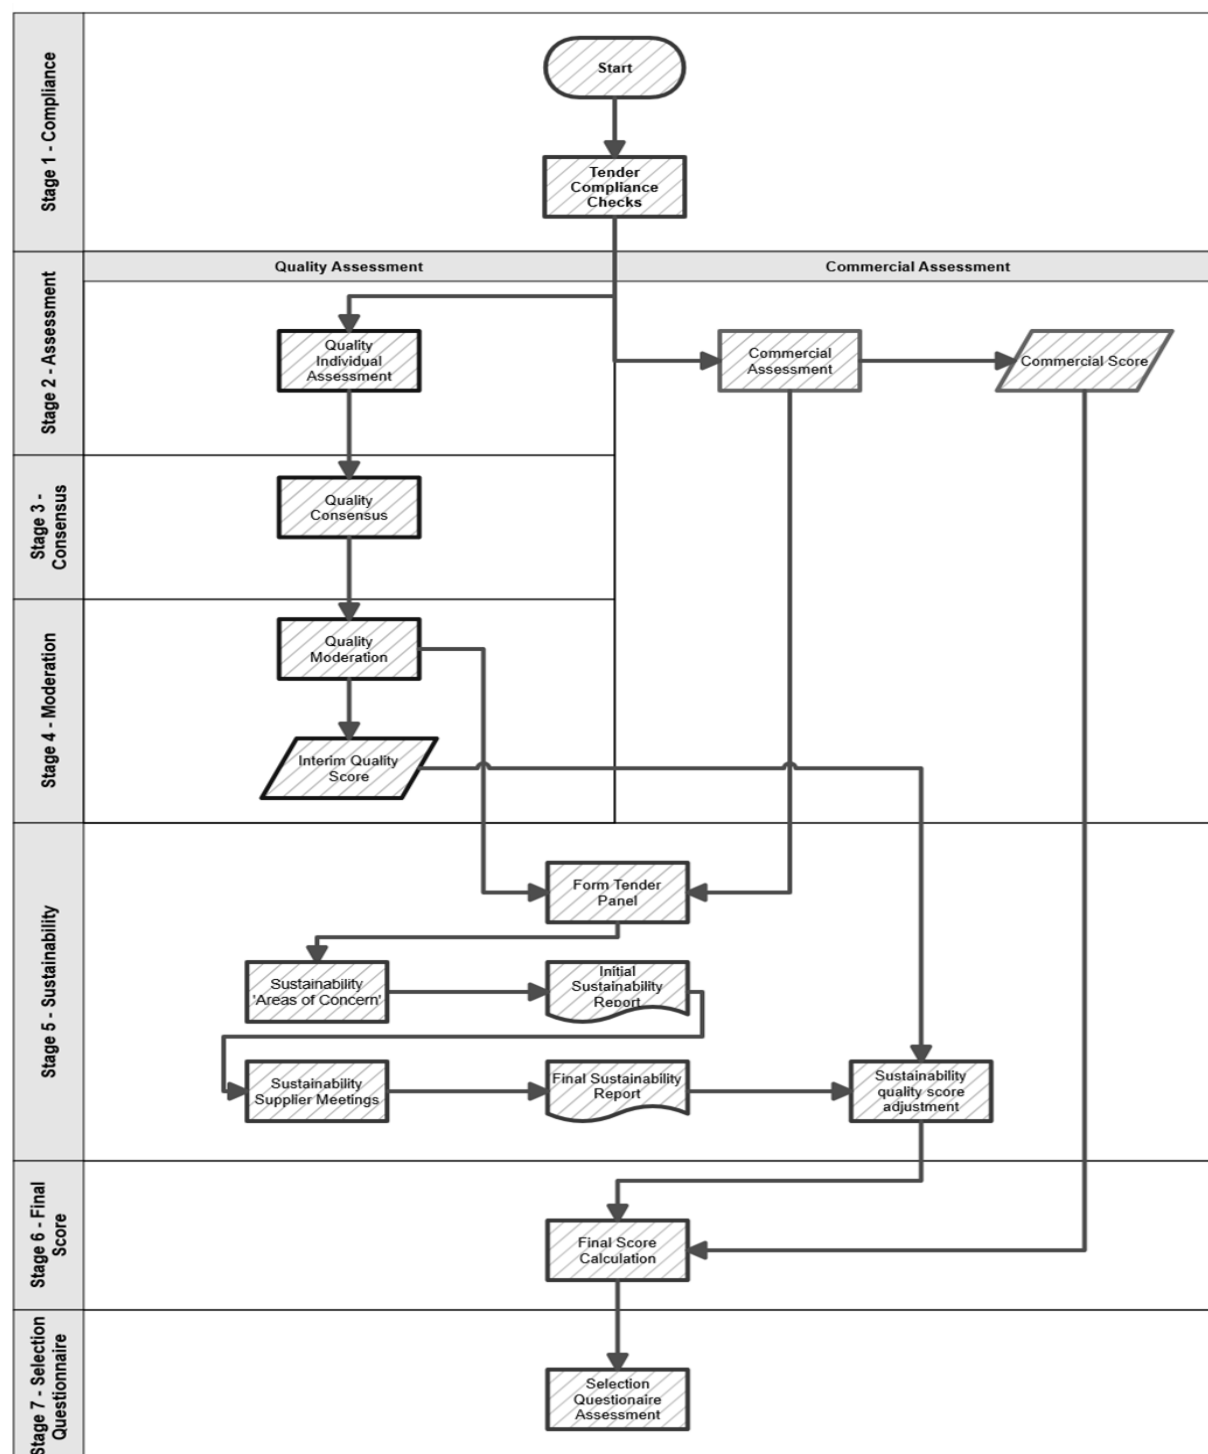 Stage 1 - Compliance
Start
Tender
Compliance
Checks
Stage 2 - Assessment
Quality Assessment
Commercial Assessment
Quality
Individual
Assessment
Commercial
Assessment
Commercial Score
Stage 3 -
Consensus
Quality
Consensus
Stage 4 - Moderation
Quality
Moderation
Interim Quality
Score
Stage 5 - Sustainability
Form Tender
Panel
Sustainability
'Areas of Concern'
Initial
Sustainability
Report
Sustainability
Supplier Meetings
Final Sustainability
Report
Sustainability
quality score
adjustment
Stage 6 - Final
Score
Final Score
Calculation
Stage 7 - Selection
Questionnaire
Selection
Questionaire
Assessment